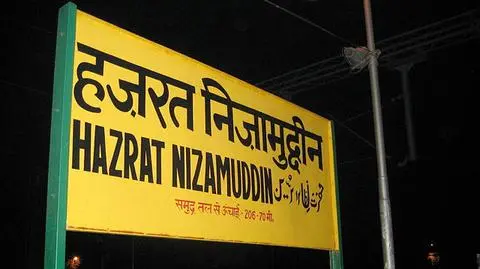 हज़रत निज़ामुद्दीन
HAZRAT NIZAMUDDIN حضرت نظام الدین
समुद्र तल से ऊंचाई:- 206-70 मी.